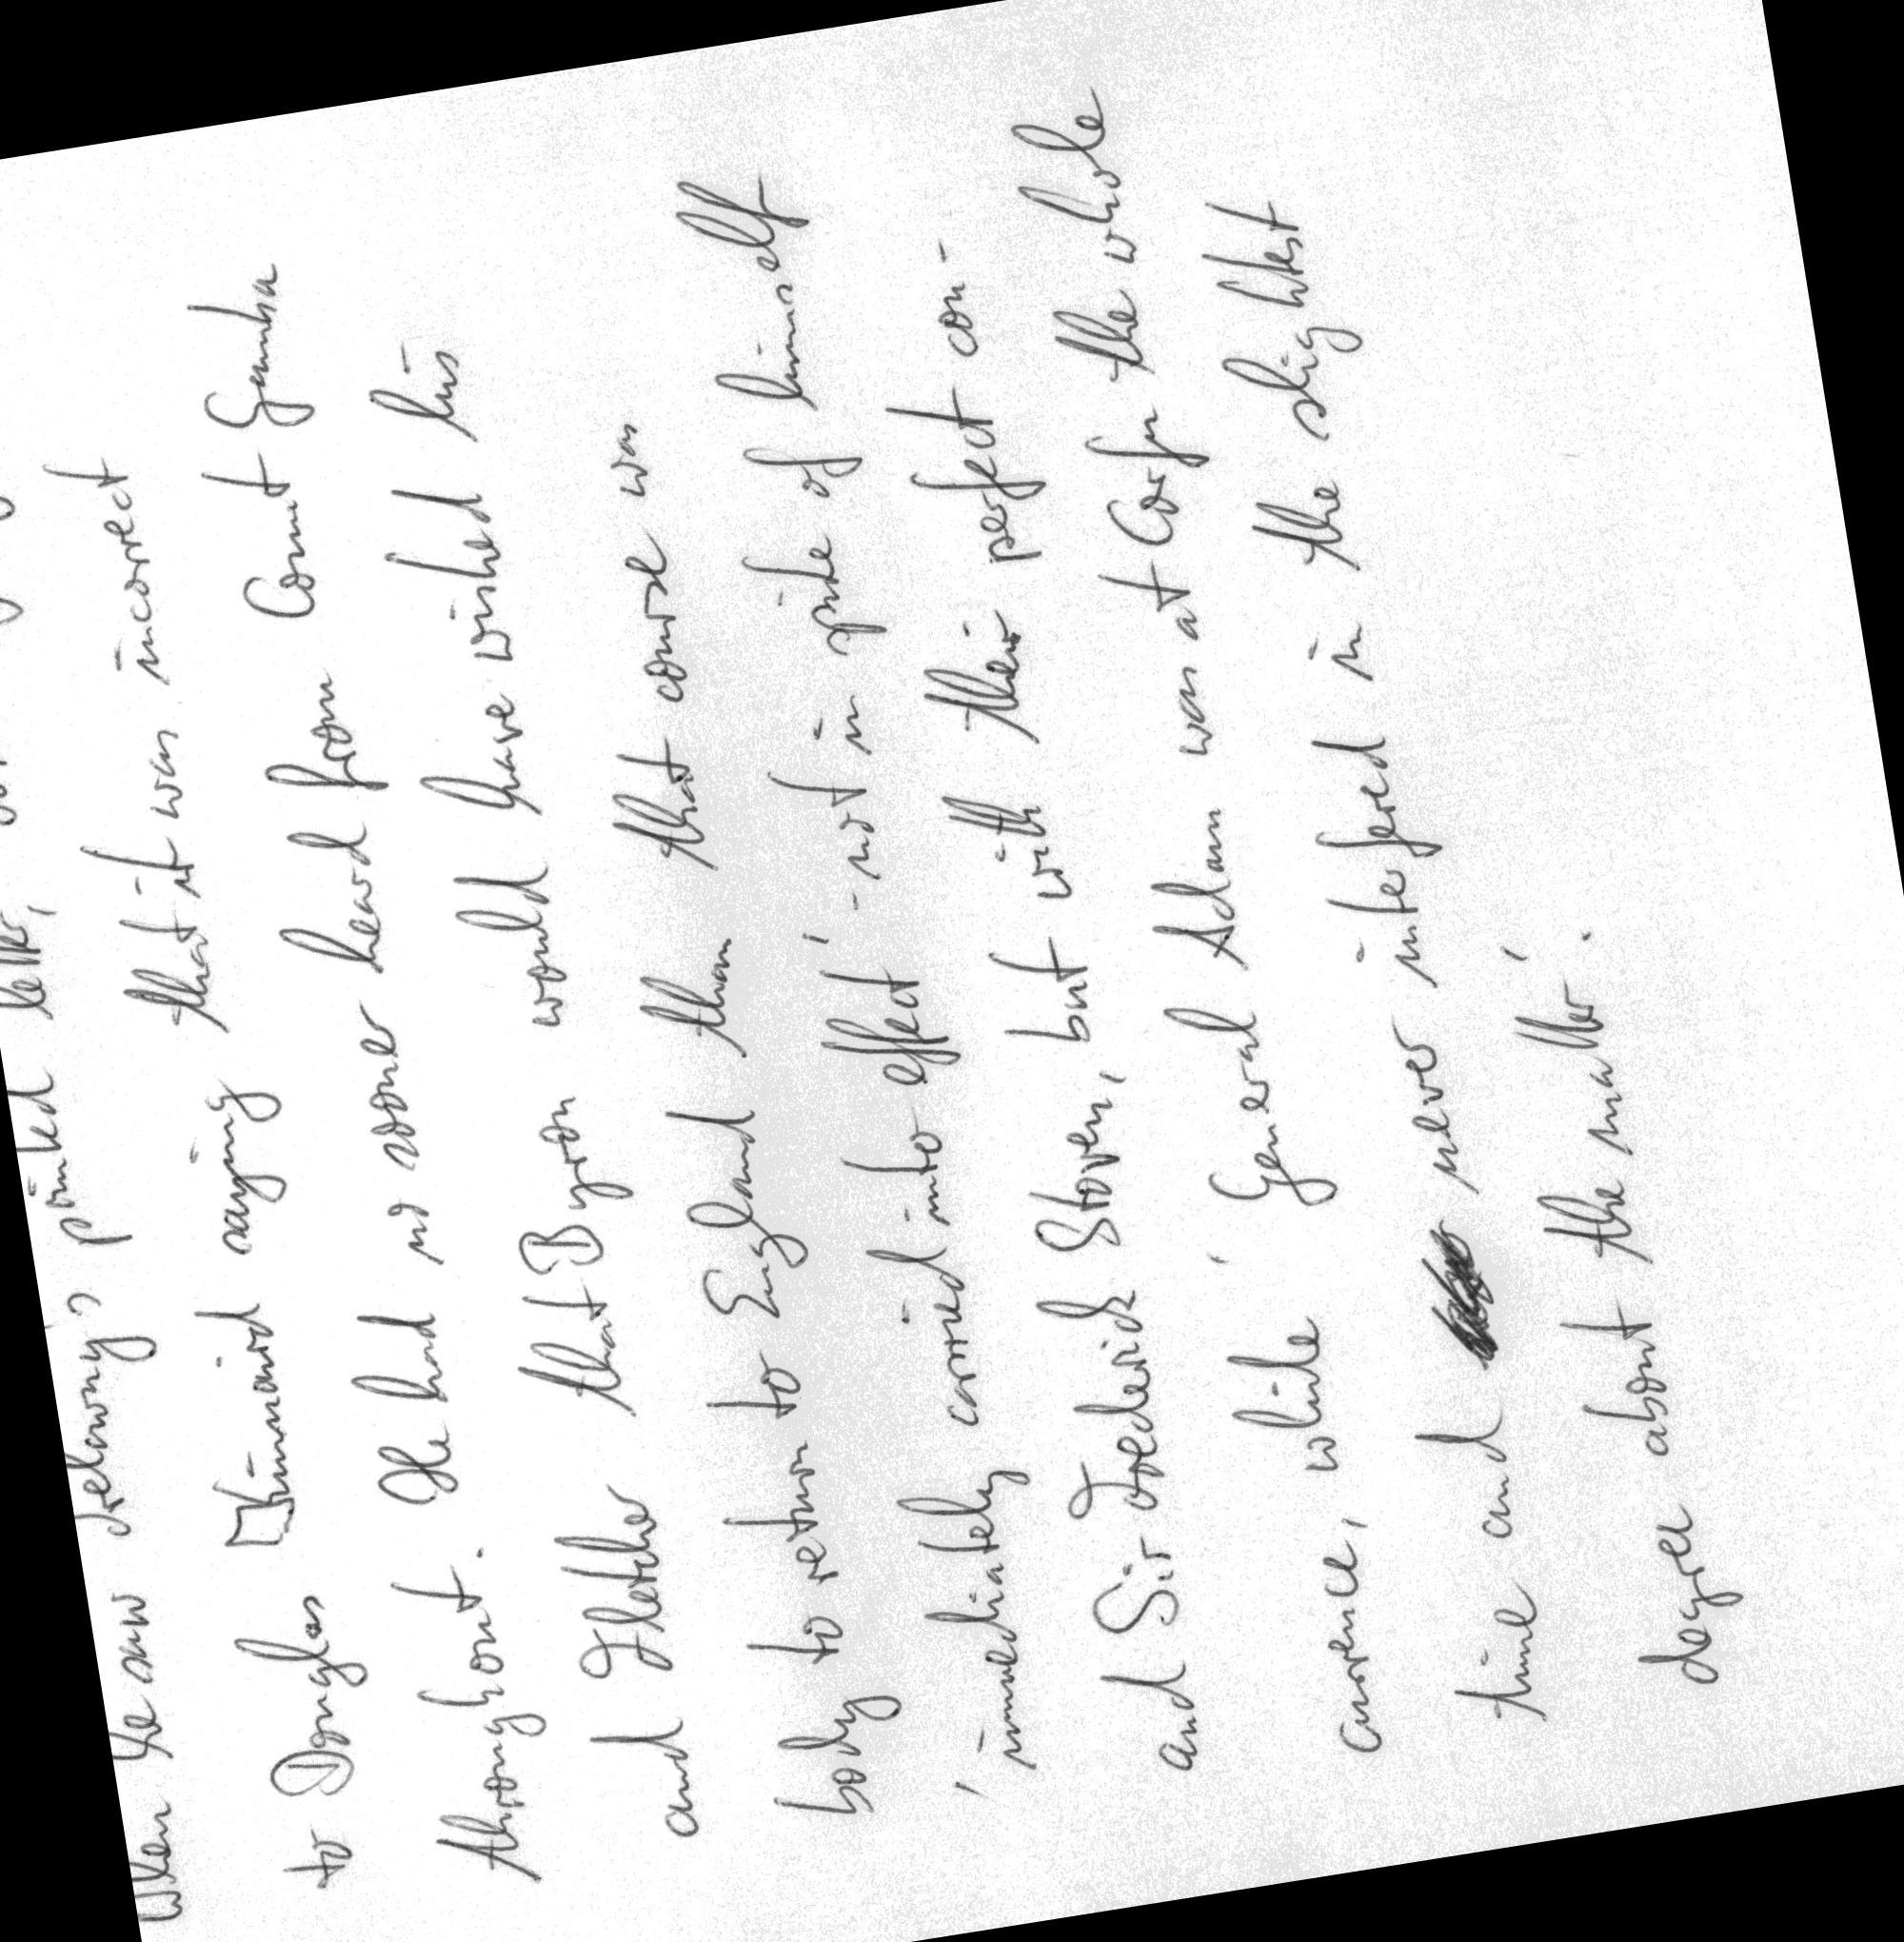 When he saw Trelawny's printed letter,
to Douglas Kinnaird saying that it was incorrect
throughout. He had no sooner heard from Count Gamba
and Fletcher that Byron would have wished his
body to return to England than that course was
'immediately carried into effect' - not in spite of himself
and Sir Frederick Stoven, but with their perfect con-
currence, while 'General Adam was at Corfu the whole
time and never interfered in the slightest
degree about the matter.'